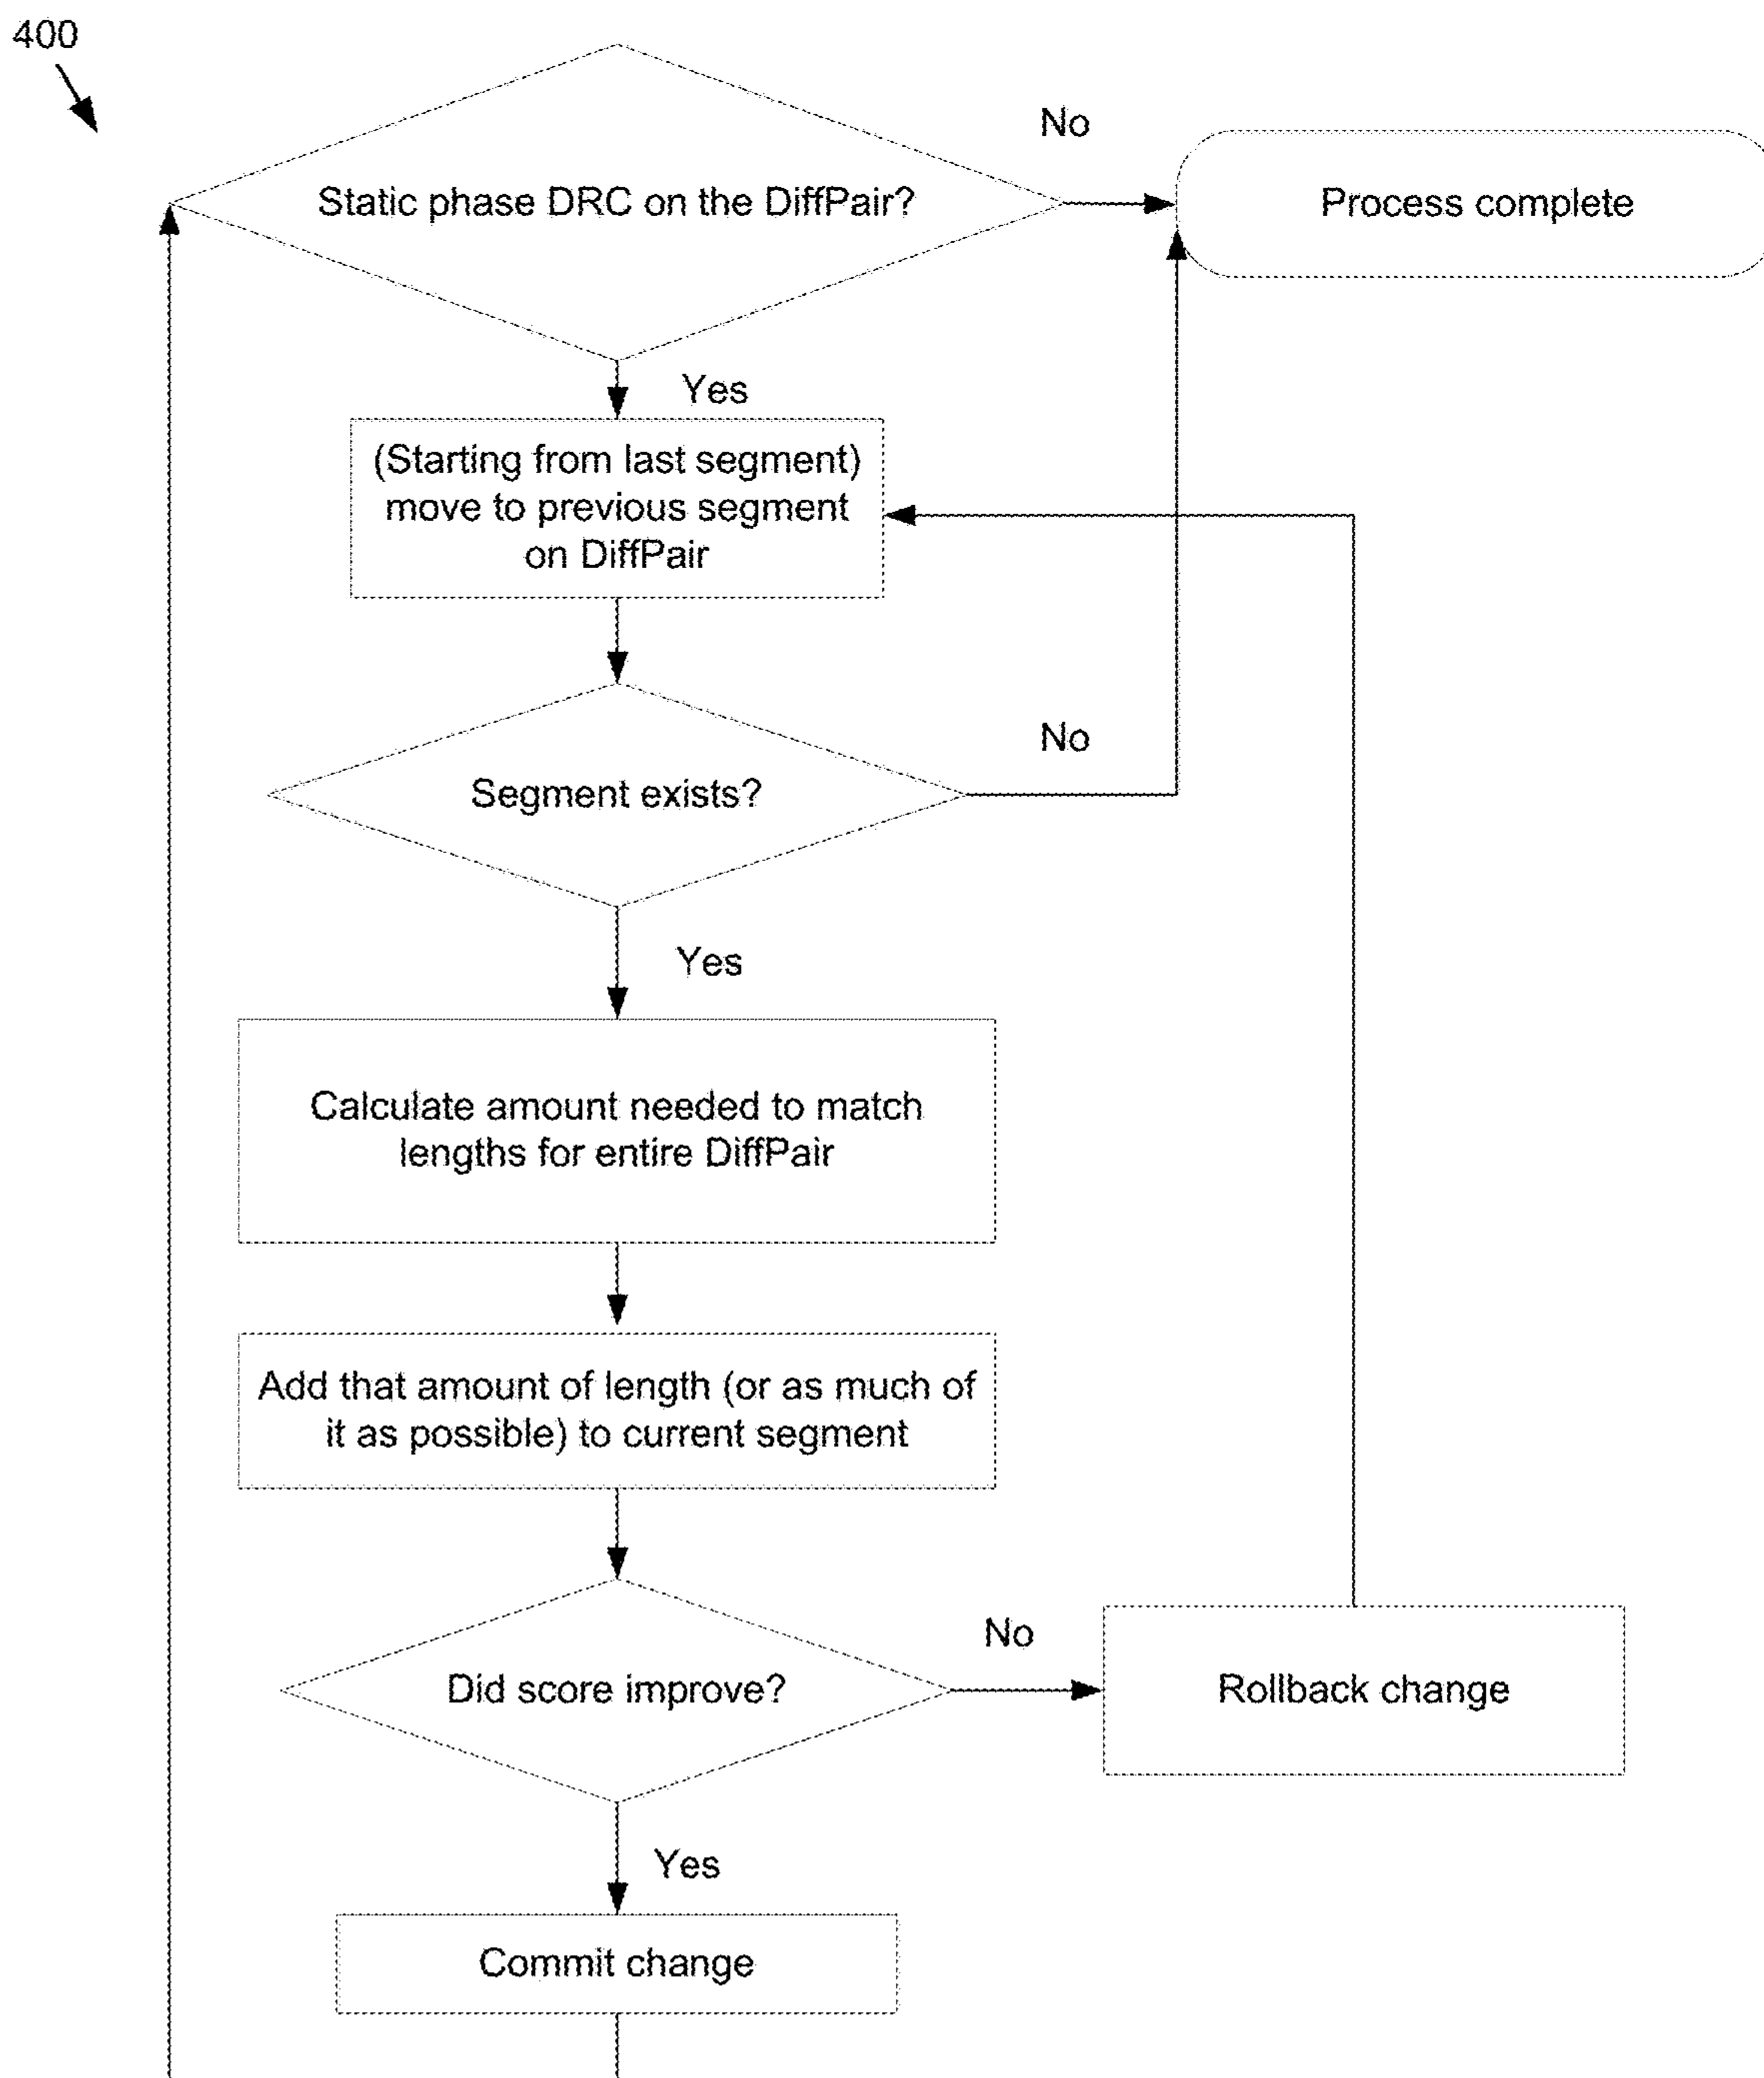 400
No
Static phase DRC on the DiffPair?
Process complete
Yes
(Starting from last segment)
move to previous segment
on DiffPair
No
Segment exists?
Yes
Calculate amount needed to match
lengths for entire DiffPair
Add that amount of length (or as much of
it as possible) to current segment
No
Did score improve?
Rollback change
Yes
Commit change